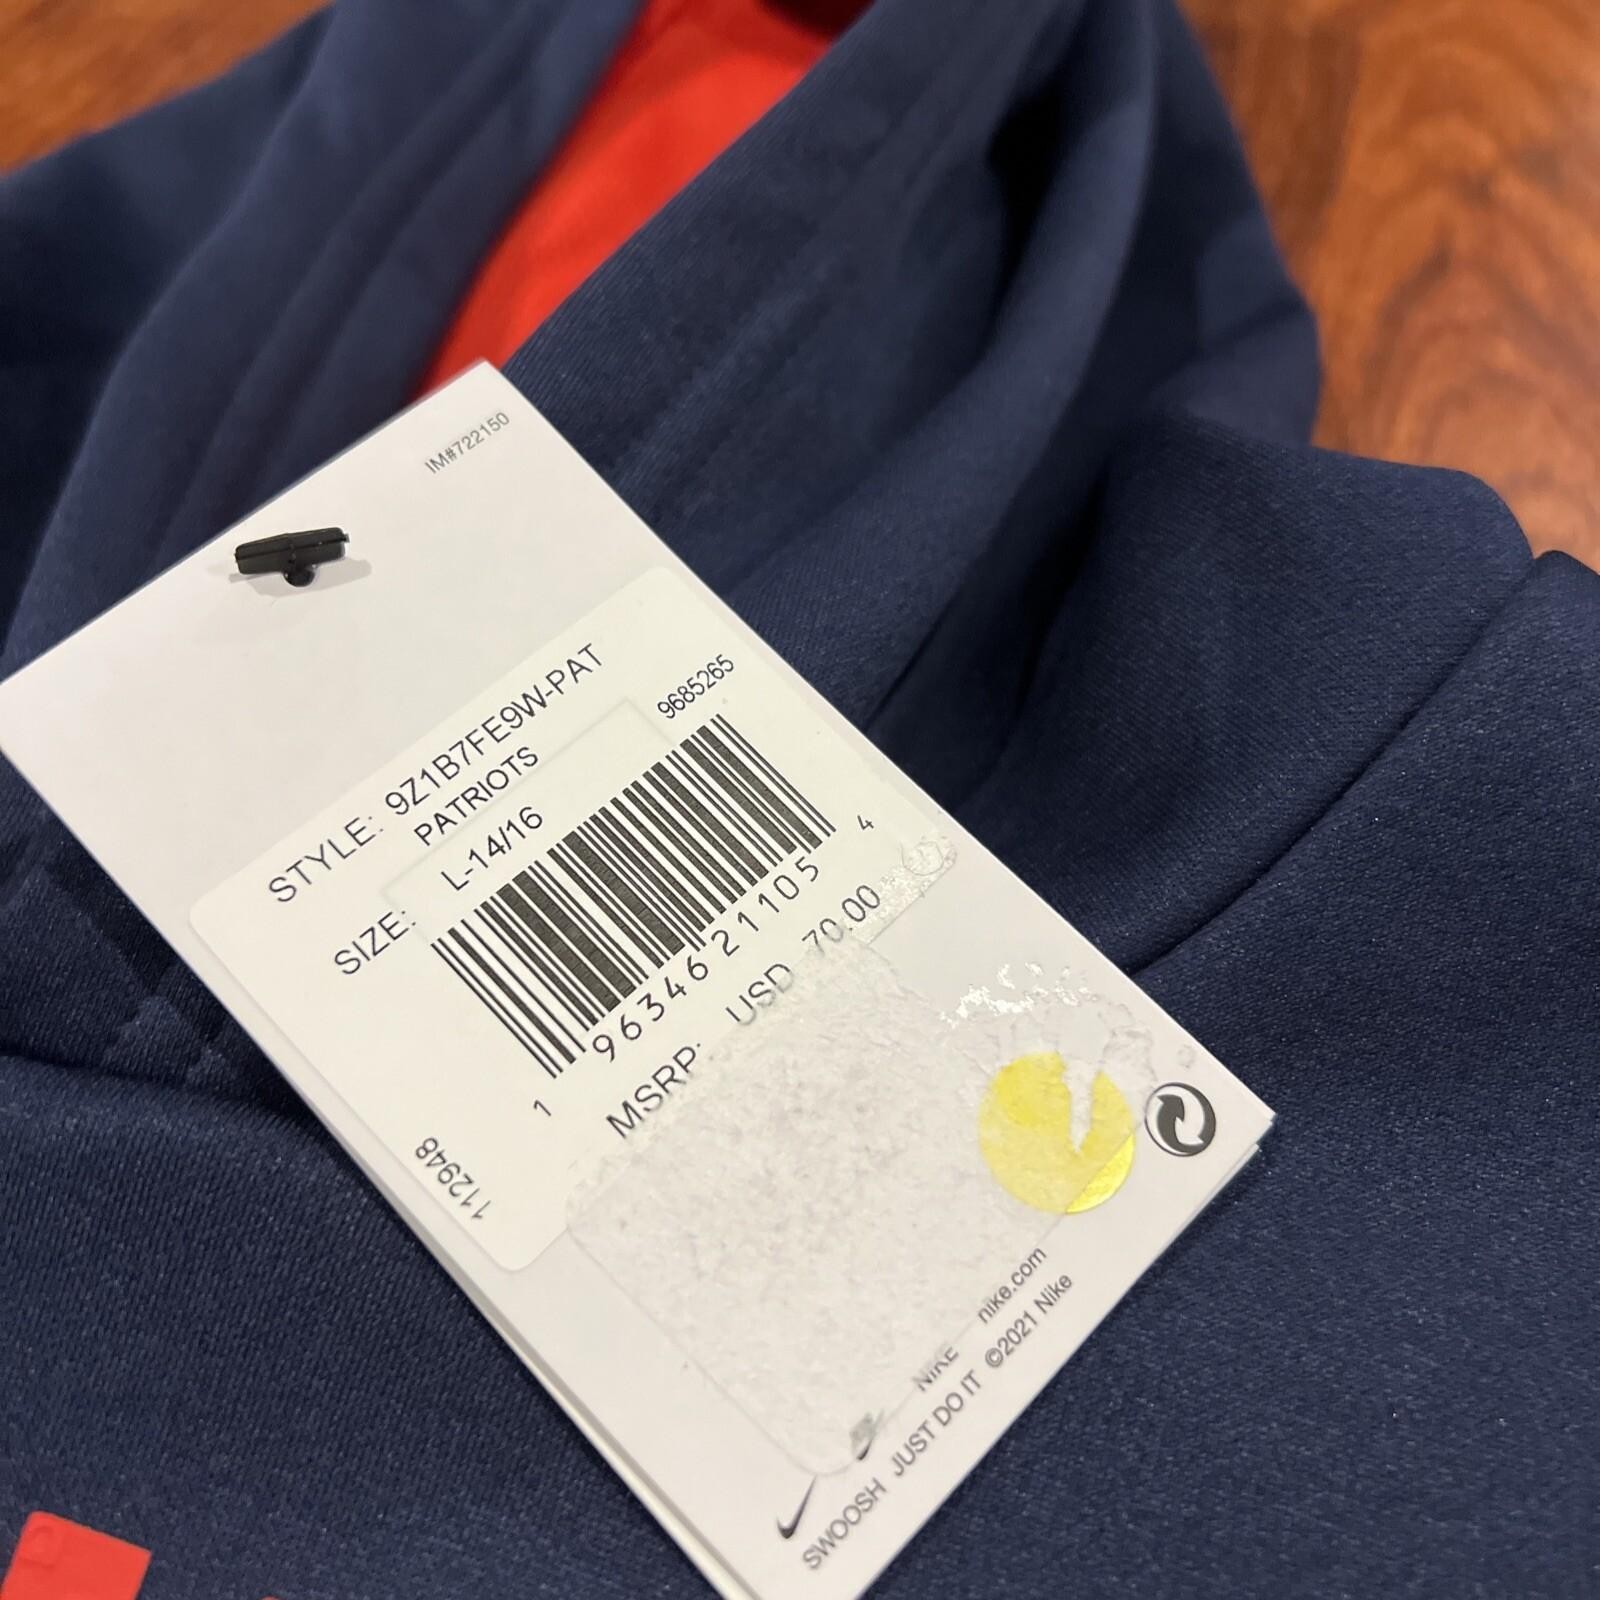 IM#722150
STYLE: 9Z1B7FE9W-PAT
PATRIOTS
SIZE: L-14/16
9685265
1 96346 21105 4
112948
MSRP: USD 70.00
NIKE nike.com
SWOOSH JUST DO IT ©2021 Nike